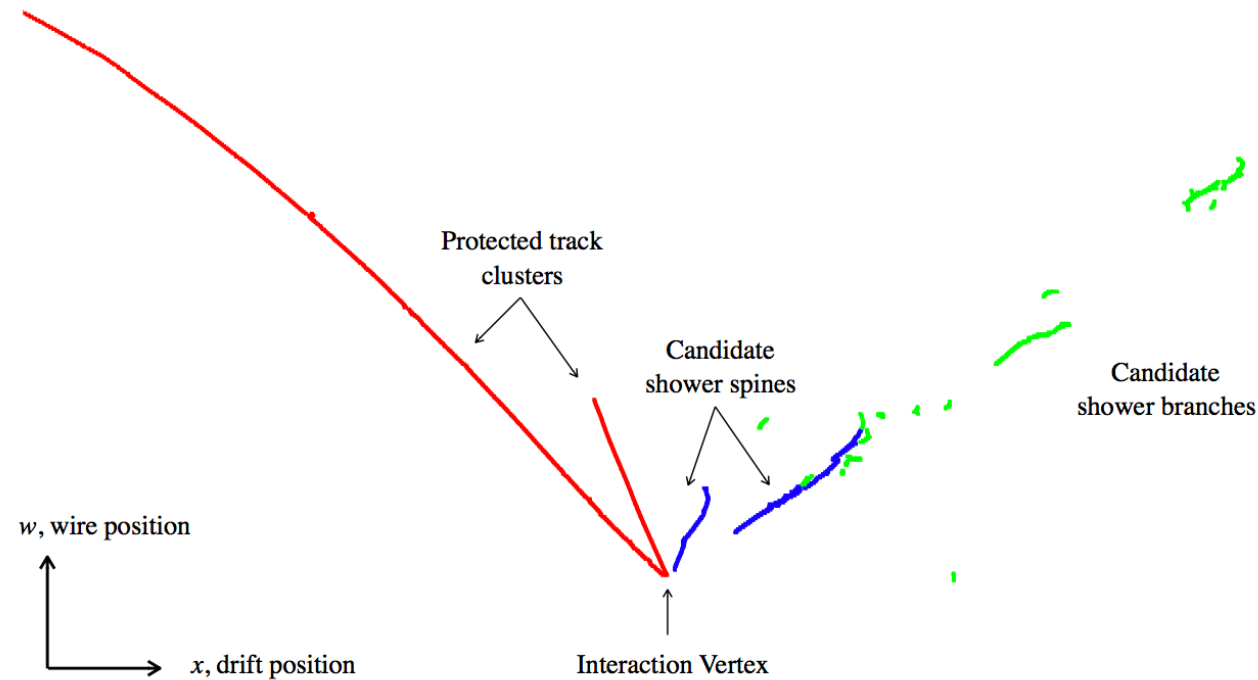 Protected track
clusters
Candidate
shower spines
Candidate
shower branches
w, wire position
x, drift position
Interaction Vertex